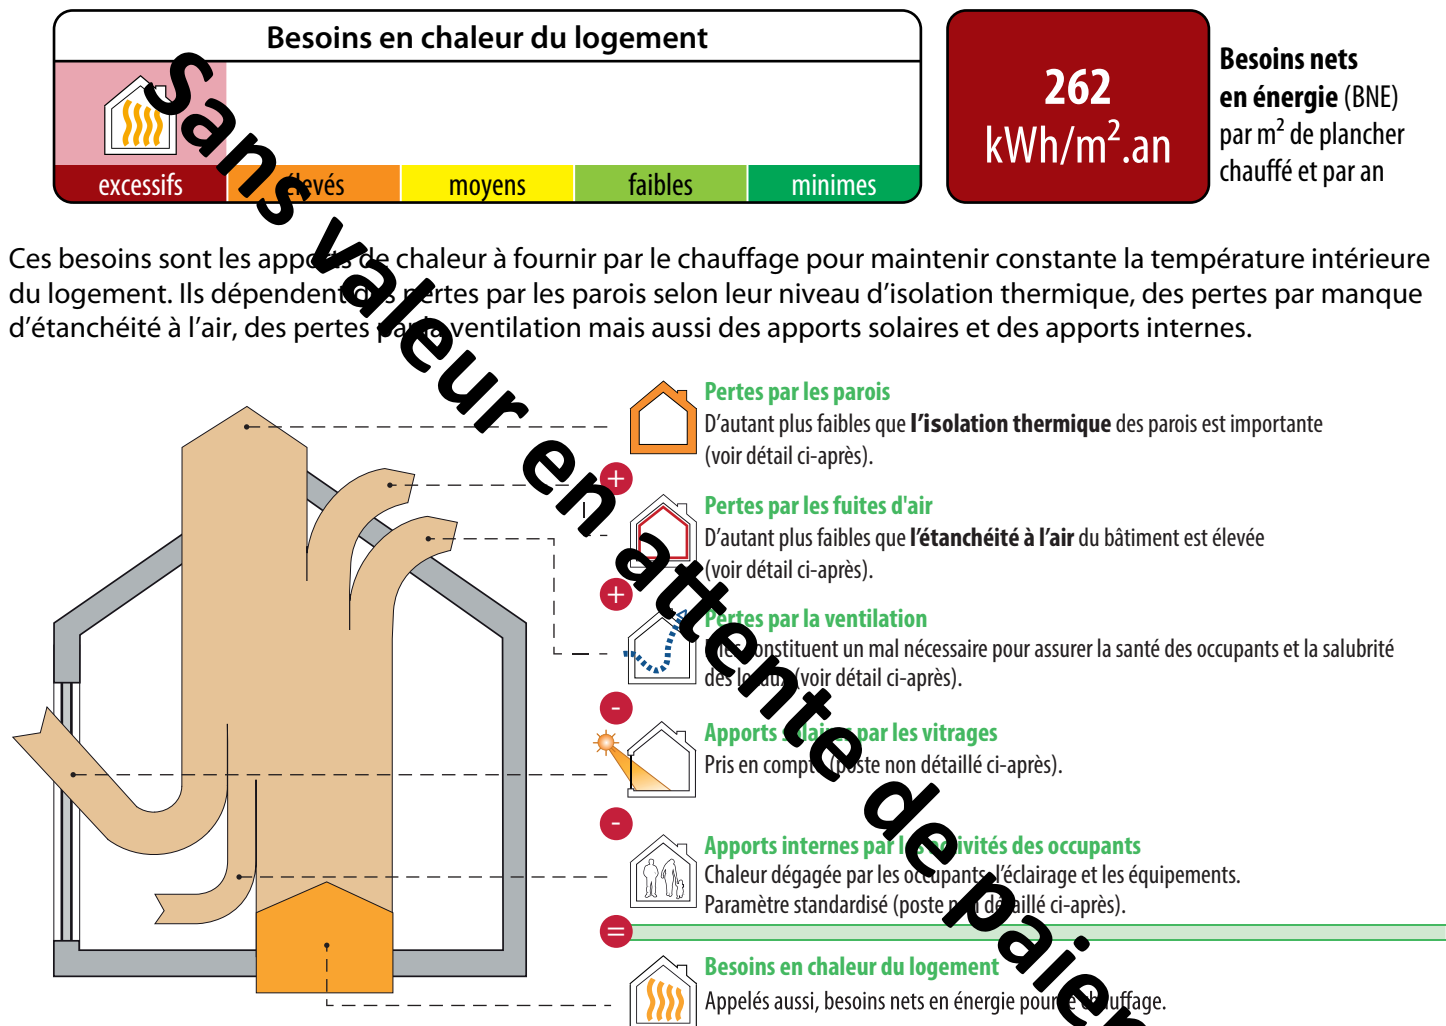 Besoins en chaleur du logement
excessifs élevés moyens faibles minimes
262
kWh/m².an
Besoins nets
en énergie (BNE)
par m² de plancher
chauffé et par an
Ces besoins sont les apports de chaleur à fournir par le chauffage pour maintenir constante la température intérieure
du logement. Ils dépendent des pertes par les parois selon leur niveau d’isolation thermique, des pertes par manque
d’étanchéité à l’air, des pertes par la ventilation mais aussi des apports solaires et des apports internes.
Pertes par les parois
D’autant plus faibles que l’isolation thermique des parois est importante
(voir détail ci-après).
+
Pertes par les fuites d'air
D’autant plus faibles que l’étanchéité à l’air du bâtiment est élevée
(voir détail ci-après).
+
Pertes par la ventilation
Elles constituent un mal nécessaire pour assurer la santé des occupants et la salubrité
des locaux (voir détail ci-après).
-
Apports solaires par les vitrages
Pris en compte (poste non détaillé ci-après).
-
Apports internes par les activités des occupants
Chaleur dégagée par les occupants, l’éclairage et les équipements.
Paramètre standardisé (poste non détaillé ci-après).
=
Besoins en chaleur du logement
Appelés aussi, besoins nets en énergie pour le chauffage.
Sans valeur en attente de paiem